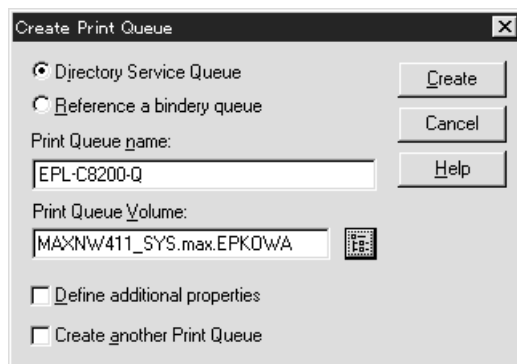 Create Print Queue
Directory Service Queue
Create
Reference a bindery queue
Cancel
Print Queue name:
Help
EPL-C8200-Q
Print Queue Volume:
MAXNW411_SYS.max.EPKOWA
Define additional properties
Create another Print Queue